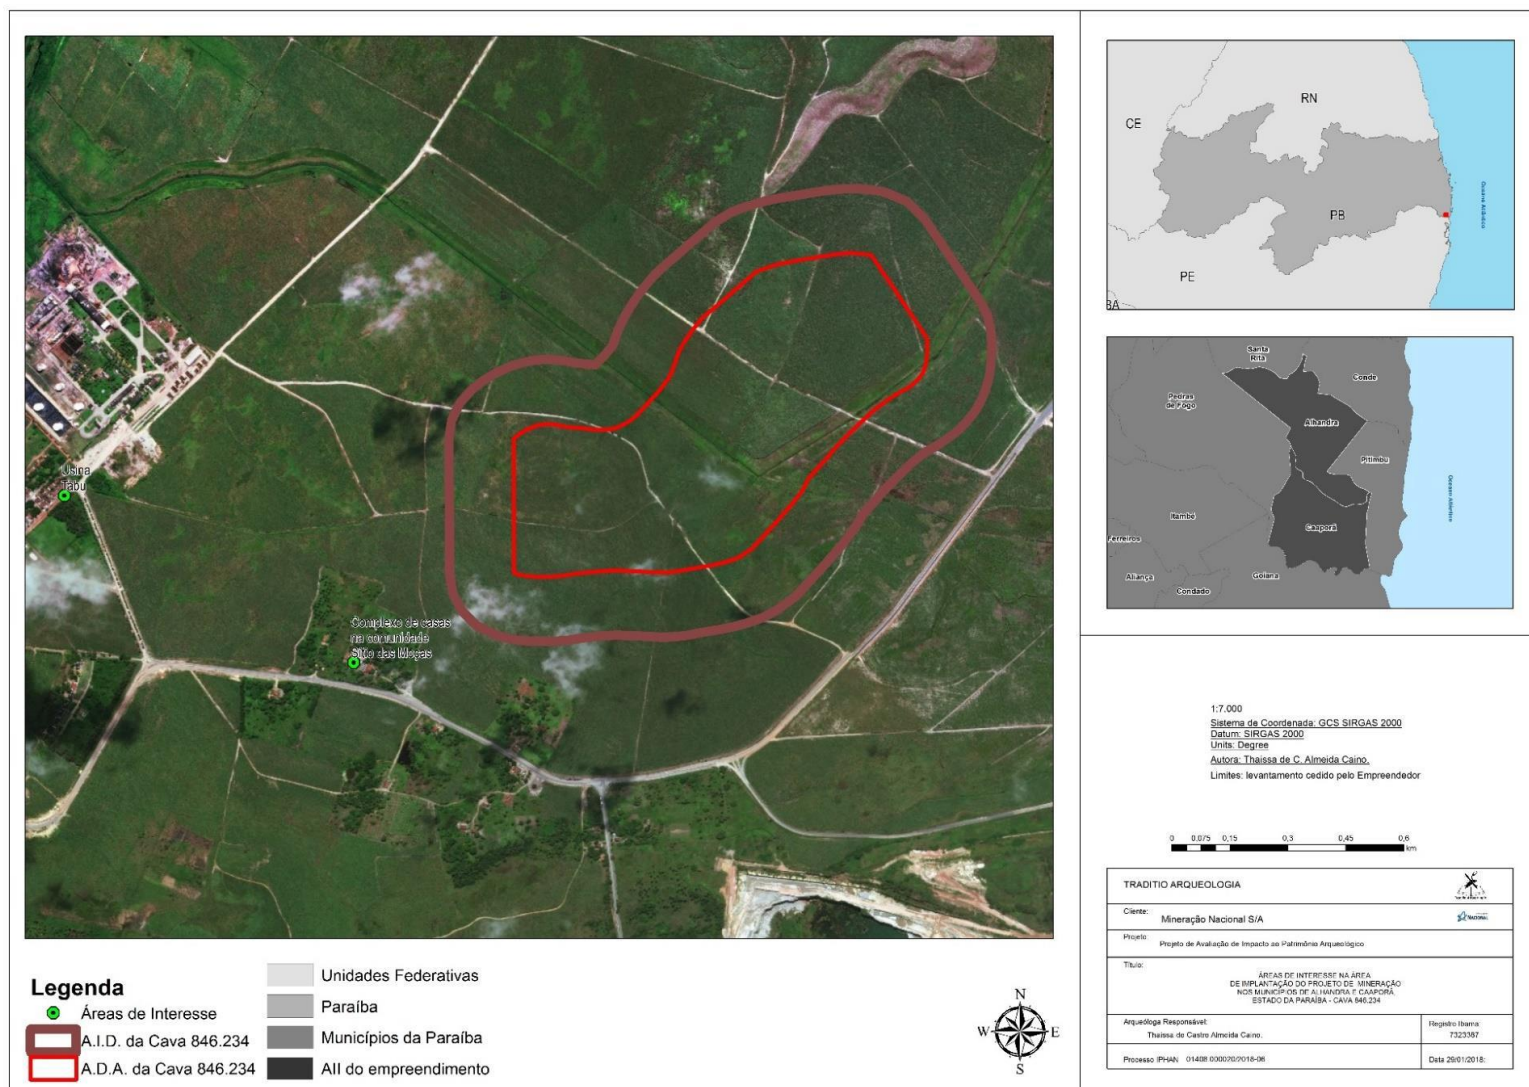 Usina
Tabu
Complexo de casas
na comunidade
Sítio das Moças
Legenda
Áreas de Interesse
A.I.D. da Cava 846.234
A.D.A. da Cava 846.234
Unidades Federativas
Paraíba
Municípios da Paraíba
AII do empreendimento
N
W
E
S
RN
CE
PB
PE
BA
Oceano Atlântico
Santa
Rita
Conde
Pedras
de Fogo
Alhandra
Pitimbu
Itambé
Caaporã
Ferreiros
Aliança
Goiana
Condado
Oceano Atlântico
1:7.000
Sistema de Coordenada: GCS SIRGAS 2000
Datum: SIRGAS 2000
Units: Degree
Autora: Thaissa de C. Almeida Caino.
Limites: levantamento cedido pelo Empreendedor
0 0,075 0,15 0,3 0,45 0,6
km
TRADITIO ARQUEOLOGIA
Cliente:
Mineração Nacional S/A
NACIONAL
Projeto:
Projeto de Avaliação de Impacto ao Patrimônio Arqueológico
Título:
ÁREAS DE INTERESSE NA ÁREA
DE IMPLANTAÇÃO DO PROJETO DE MINERAÇÃO
NOS MUNICÍPIOS DE ALHANDRA E CAAPORÃ,
ESTADO DA PARAÍBA - CAVA 846.234
Arqueóloga Responsável:
Thaissa de Castro Almeida Caino.
Registro Ibama:
7323387
Processo IPHAN 01408.000020/2018-06
Data 29/01/2018: